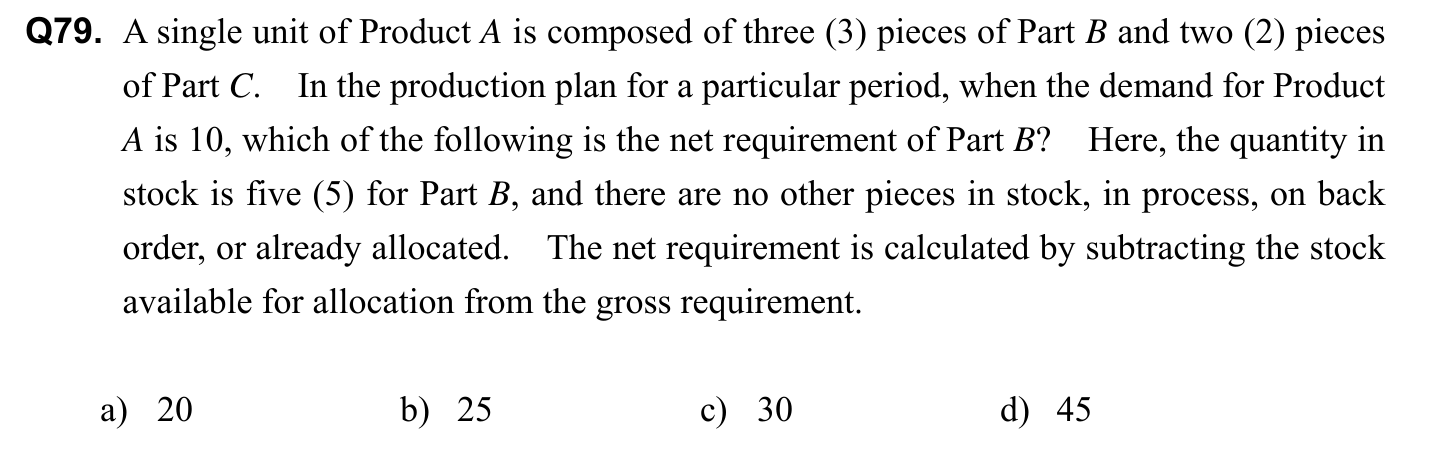 Q79. A single unit of Product A is composed of three (3) pieces of Part B and two (2) pieces
of Part C. In the production plan for a particular period, when the demand for Product
A is 10, which of the following is the net requirement of Part B? Here, the quantity in
stock is five (5) for Part B, and there are no other pieces in stock, in process, on back
order, or already allocated. The net requirement is calculated by subtracting the stock
available for allocation from the gross requirement.
a) 20 b) 25 c) 30 d) 45